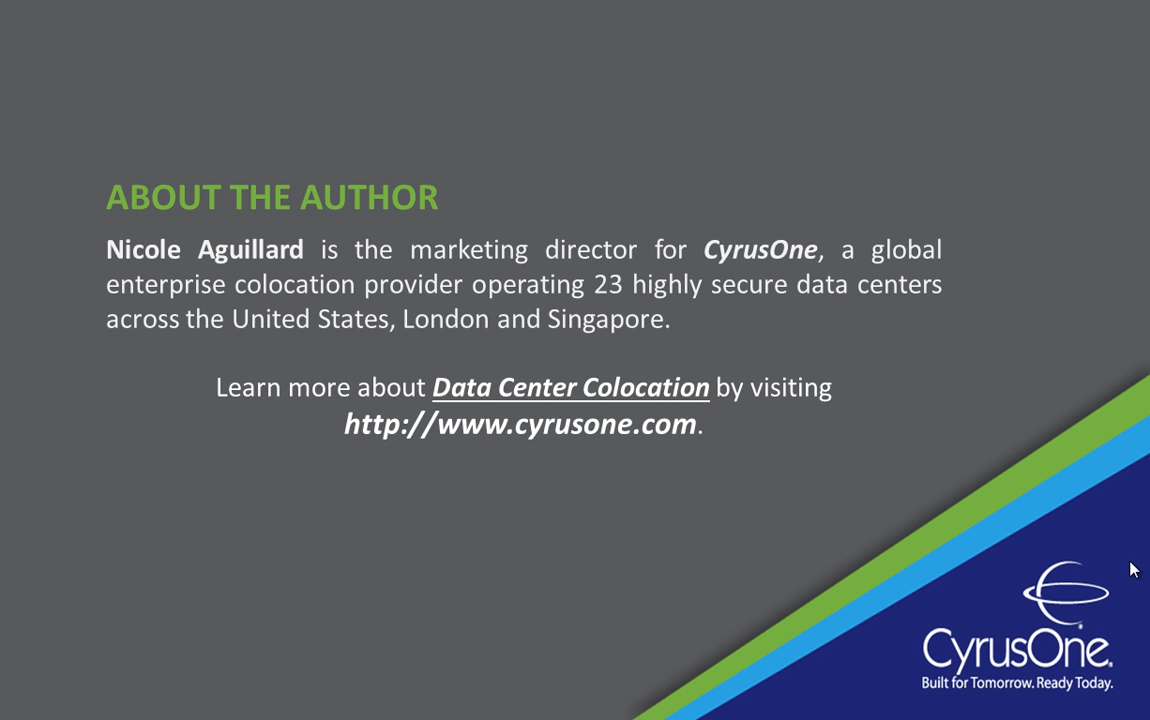 ABOUT THE AUTHOR
Nicole Aguillard is the marketing director for CyrusOne, a global
enterprise colocation provider operating 23 highly secure data centers
across the United States, London and Singapore.
Learn more about Data Center Colocation by visiting
http://www.cyrusone.com.
CyrusOne.
Built for Tomorrow. Ready Today.